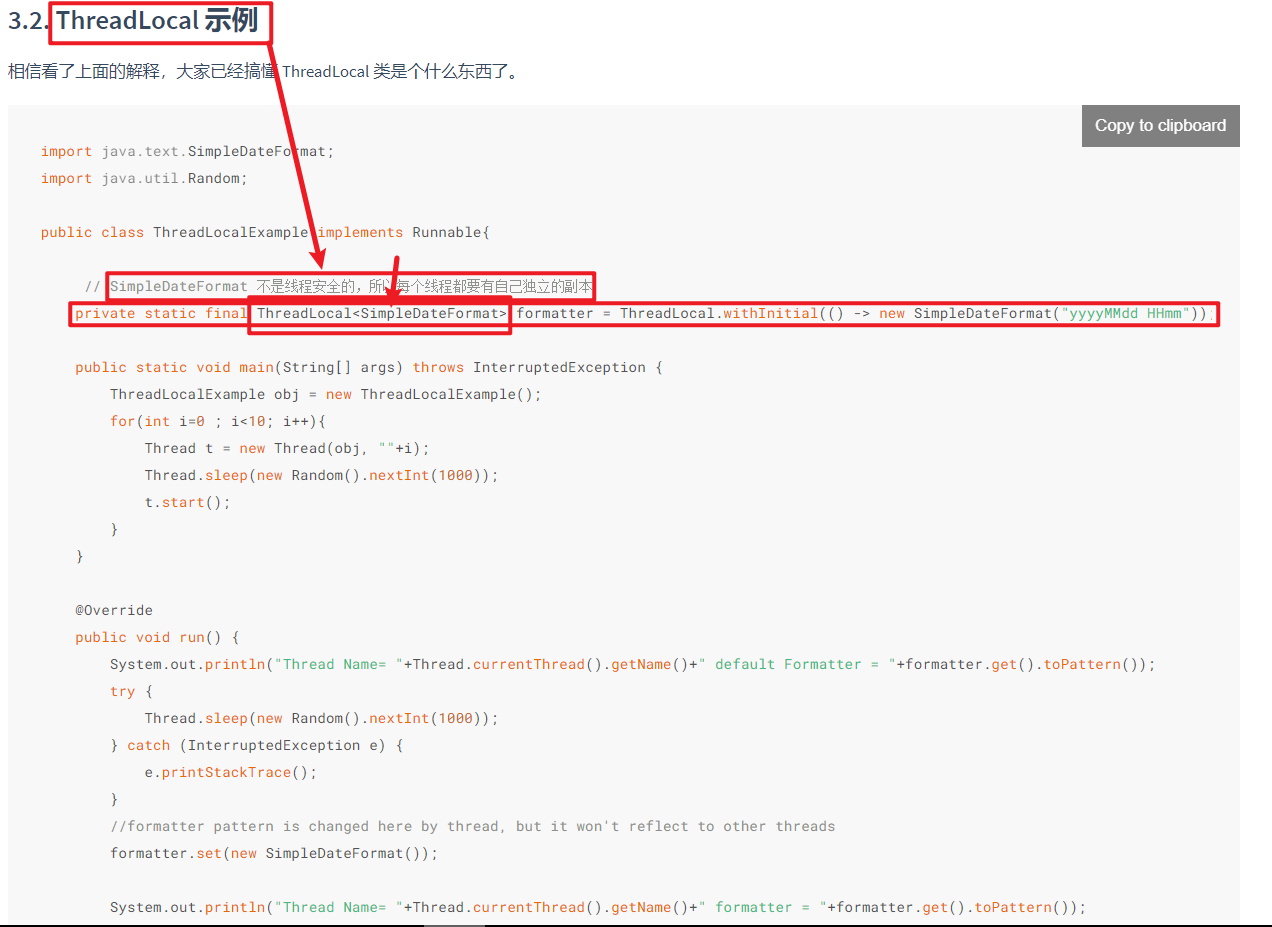 3.2. ThreadLocal 示例
相信看了上面的解释，大家已经搞懂 ThreadLocal 类是个什么东西了。
Copy to clipboard
import java.text.SimpleDateFormat;
import java.util.Random;
public class ThreadLocalExample implements Runnable{
// SimpleDateFormat 不是线程安全的，所以每个线程都要有自己独立的副本
private static final ThreadLocal<SimpleDateFormat> formatter = ThreadLocal.withInitial(() -> new SimpleDateFormat("yyyyMMdd HHmm"));
public static void main(String[] args) throws InterruptedException {
ThreadLocalExample obj = new ThreadLocalExample();
for(int i=0 ; i<10; i++){
Thread t = new Thread(obj, ""+i);
Thread.sleep(new Random().nextInt(1000));
t.start();
}
}
@Override
public void run() {
System.out.println("Thread Name= "+Thread.currentThread().getName()+" default Formatter = "+formatter.get().toPattern());
try {
Thread.sleep(new Random().nextInt(1000));
} catch (InterruptedException e) {
e.printStackTrace();
}
//formatter pattern is changed here by thread, but it won't reflect to other threads
formatter.set(new SimpleDateFormat());
System.out.println("Thread Name= "+Thread.currentThread().getName()+" formatter = "+formatter.get().toPattern());